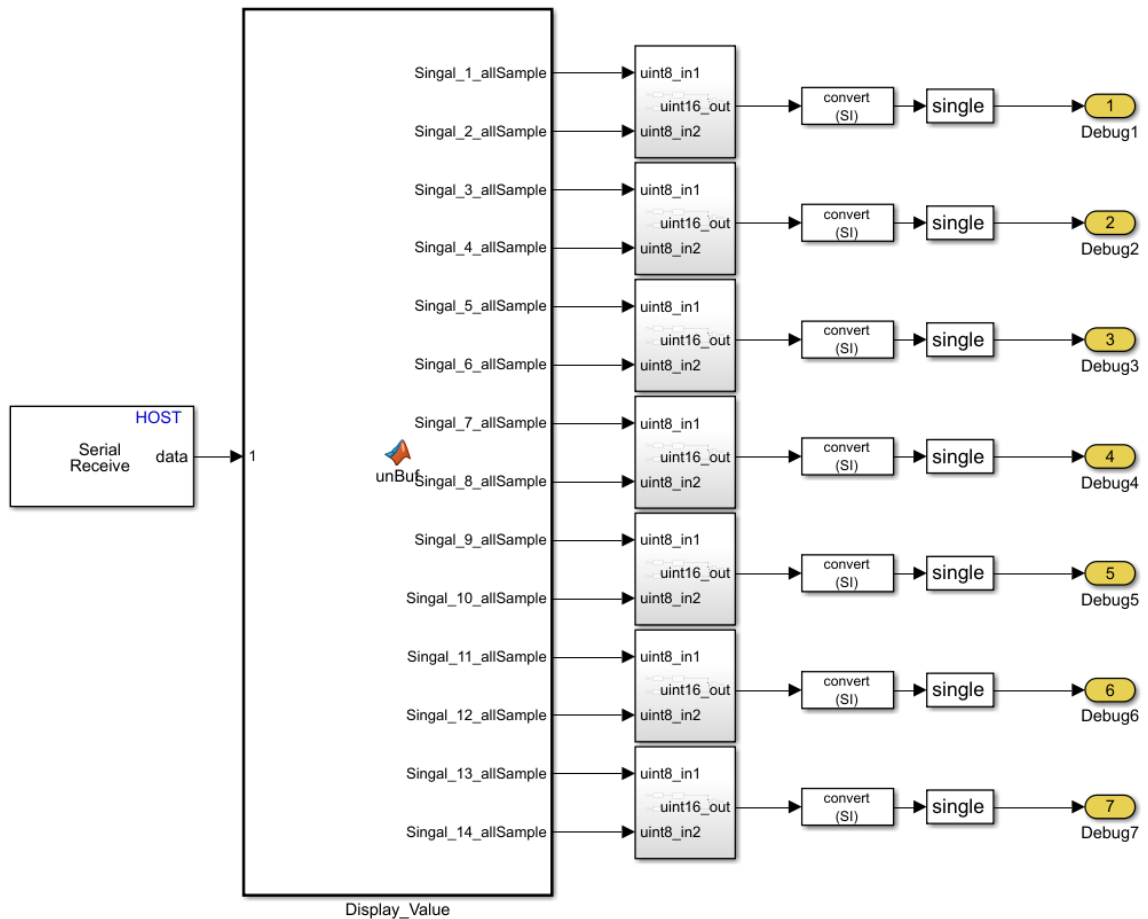 HOST
Serial
Receive
data
1
unBuf
Singal_1_allSample
Singal_2_allSample
Singal_3_allSample
Singal_4_allSample
Singal_5_allSample
Singal_6_allSample
Singal_7_allSample
Singal_8_allSample
Singal_9_allSample
Singal_10_allSample
Singal_11_allSample
Singal_12_allSample
Singal_13_allSample
Singal_14_allSample
Display_Value
uint8_in1
uint16_out
uint8_in2
convert
(SI)
single
1
Debug1
uint8_in1
uint16_out
uint8_in2
convert
(SI)
single
2
Debug2
uint8_in1
uint16_out
uint8_in2
convert
(SI)
single
3
Debug3
uint8_in1
uint16_out
uint8_in2
convert
(SI)
single
4
Debug4
uint8_in1
uint16_out
uint8_in2
convert
(SI)
single
5
Debug5
uint8_in1
uint16_out
uint8_in2
convert
(SI)
single
6
Debug6
uint8_in1
uint16_out
uint8_in2
convert
(SI)
single
7
Debug7